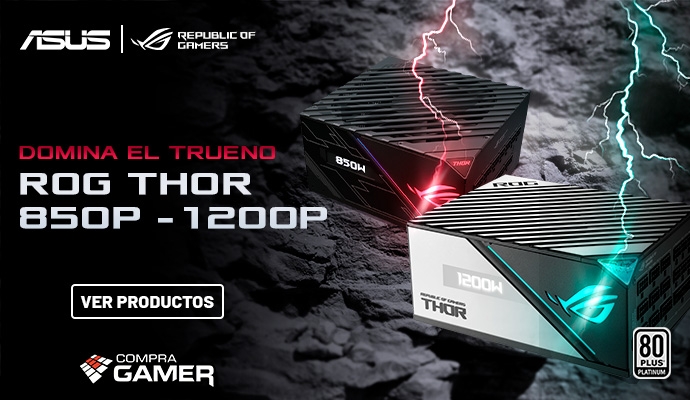 ASUS
REPUBLIC OF
GAMERS
DOMINA EL TRUENO
ROG THOR
850P - 1200P
VER PRODUCTOS
COMPRA
GAMER
850W
THOR
ROG
1200W
REPUBLIC OF GAMERS
THOR
80
PLUS
PLATINUM